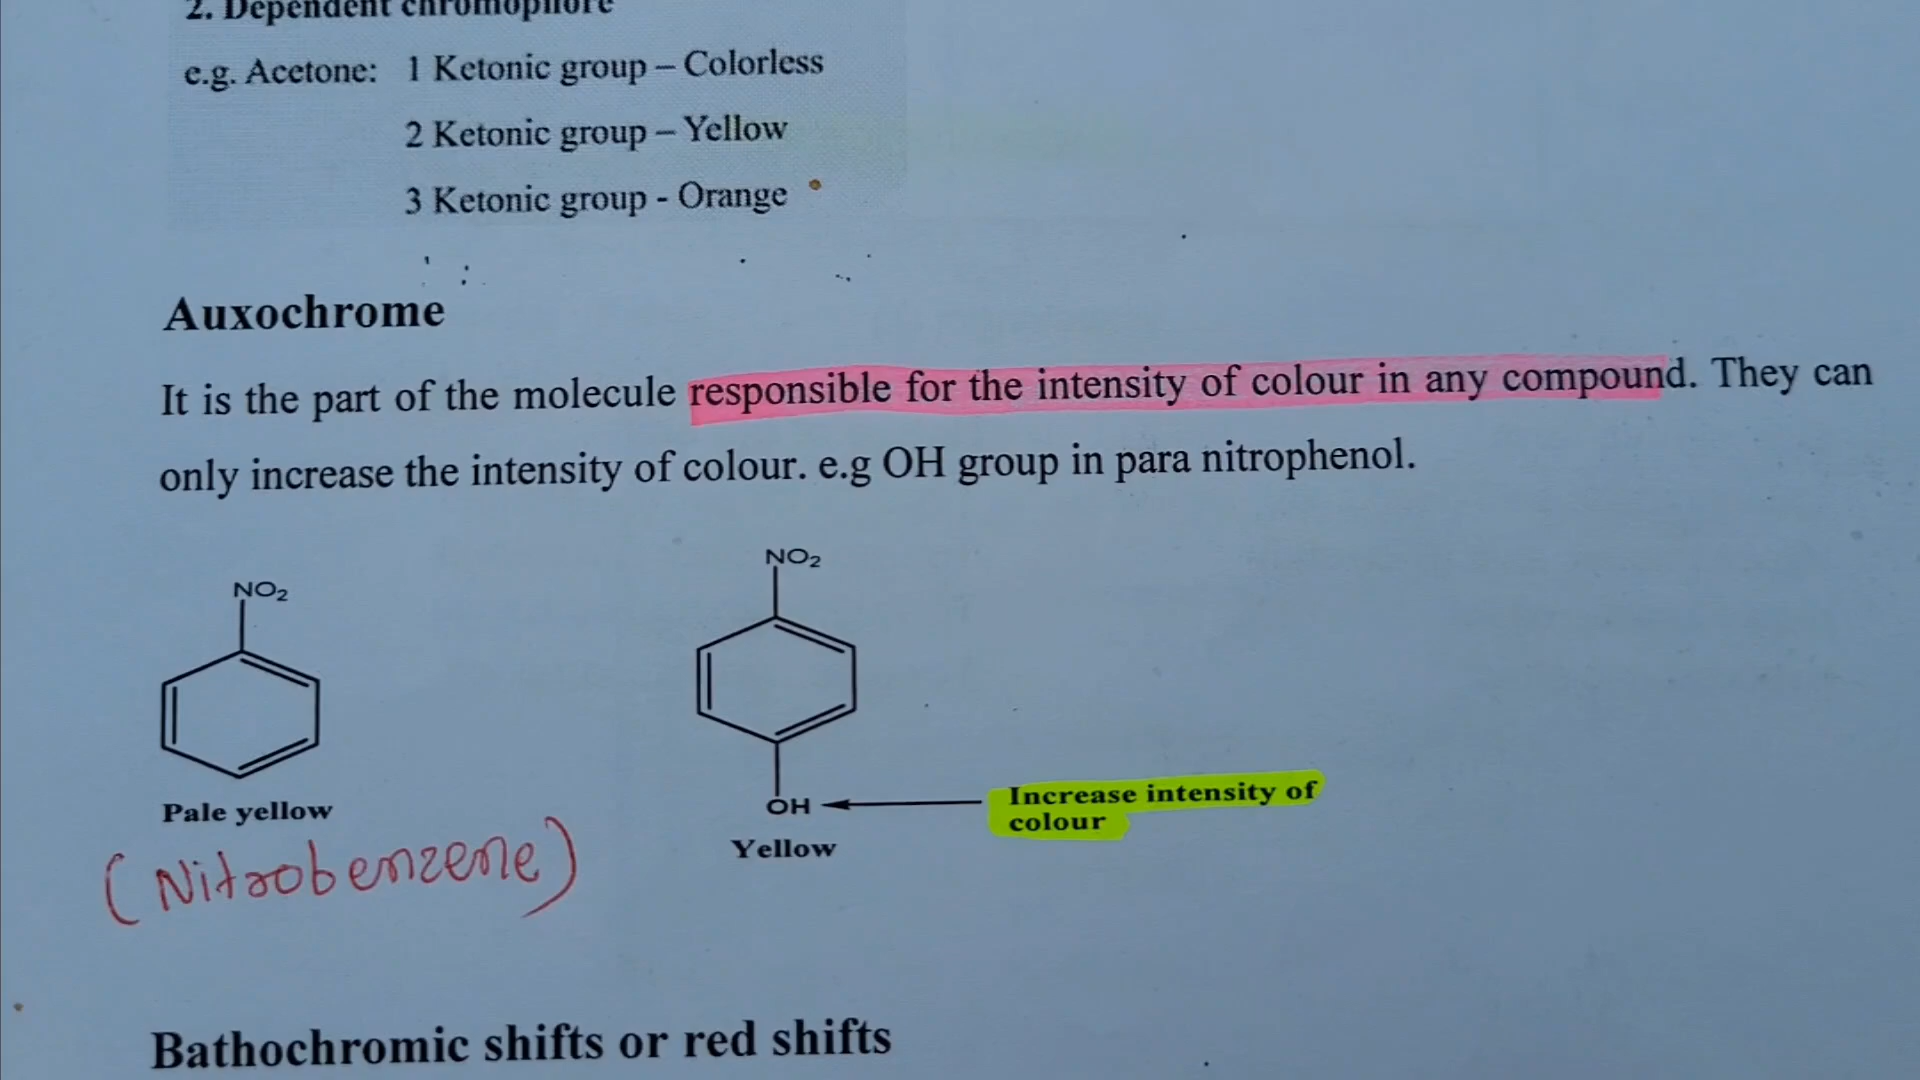 2. Dependent chromophore
e.g. Acetone: 1 Ketonic group – Colorless
2 Ketonic group – Yellow
3 Ketonic group - Orange
Auxochrome
It is the part of the molecule responsible for the intensity of colour in any compound. They can
only increase the intensity of colour. e.g OH group in para nitrophenol.
NO₂
NO₂
OH
Increase intensity of
colour
Pale yellow
Yellow
(Nitrobenzene)
Bathochromic shifts or red shifts